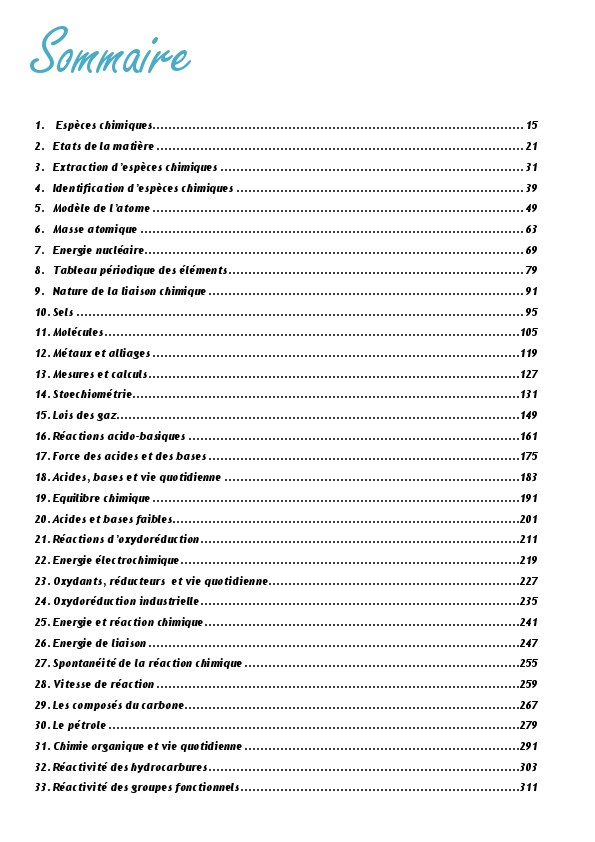 Sommaire
1. Espèces chimiques.......... 15
2. Etats de la matière .......... 21
3. Extraction d'espèces chimiques .......... 31
4. Identification d'espèces chimiques .......... 39
5. Modèle de l'atome .......... 49
6. Masse atomique .......... 63
7. Energie nucléaire.......... 69
8. Tableau périodique des éléments.......... 79
9. Nature de la liaison chimique .......... 91
10. Sels .......... 95
11. Molécules..........105
12. Métaux et alliages ..........119
13. Mesures et calculs..........127
14. Stoechiométrie..........131
15. Lois des gaz..........149
16. Réactions acido-basiques ..........161
17. Force des acides et des bases ..........175
18. Acides, bases et vie quotidienne ..........183
19. Equilibre chimique ..........191
20. Acides et bases faibles..........201
21. Réactions d'oxydoréduction..........211
22. Energie électrochimique..........219
23. Oxydants, réducteurs et vie quotidienne..........227
24. Oxydoréduction industrielle..........235
25. Energie et réaction chimique..........241
26. Energie de liaison ..........247
27. Spontanéité de la réaction chimique ..........255
28. Vitesse de réaction ..........259
29. Les composés du carbone..........267
30. Le pétrole ..........279
31. Chimie organique et vie quotidienne ..........291
32. Réactivité des hydrocarbures..........303
33. Réactivité des groupes fonctionnels..........311